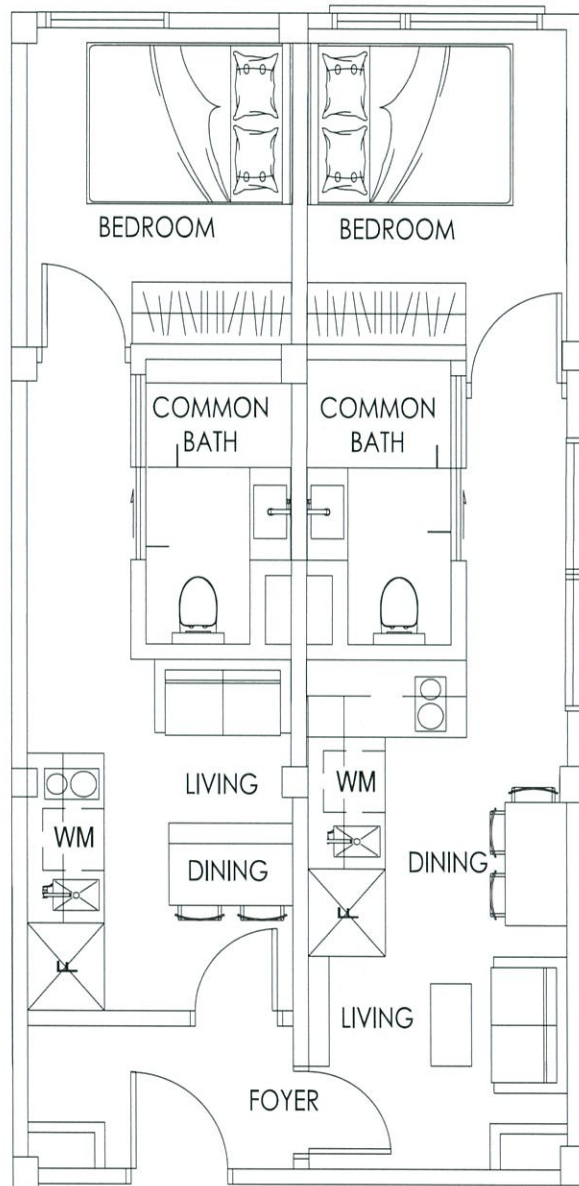 BEDROOM
BEDROOM
COMMON
BATH
COMMON
BATH
LIVING
WM
WM
DINING
DINING
F
F
LIVING
FOYER